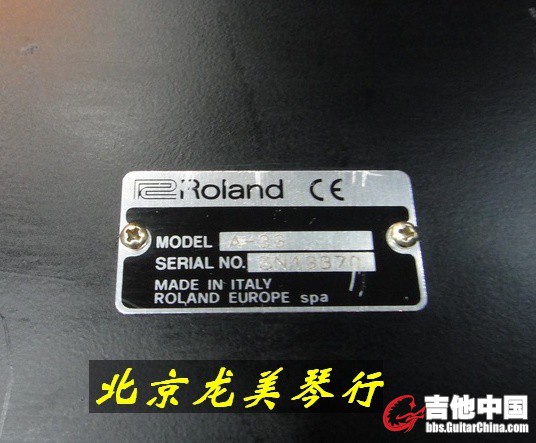 Roland CE
MODEL A-33
SERIAL NO.
MADE IN ITALY
ROLAND EUROPE spa
北京龙美琴行
吉他中国
bbs.GuitarChina.com